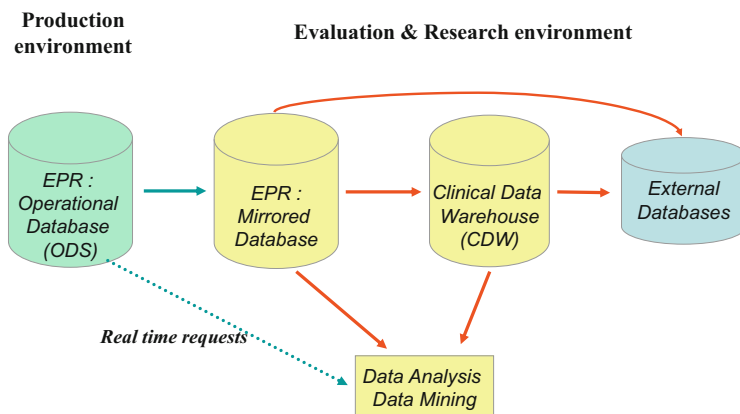 Production
environment
Evaluation & Research environment
EPR :
Operational
Database
(ODS)
EPR :
Mirrored
Database
Clinical Data
Warehouse
(CDW)
External
Databases
Real time requests
Data Analysis
Data Mining